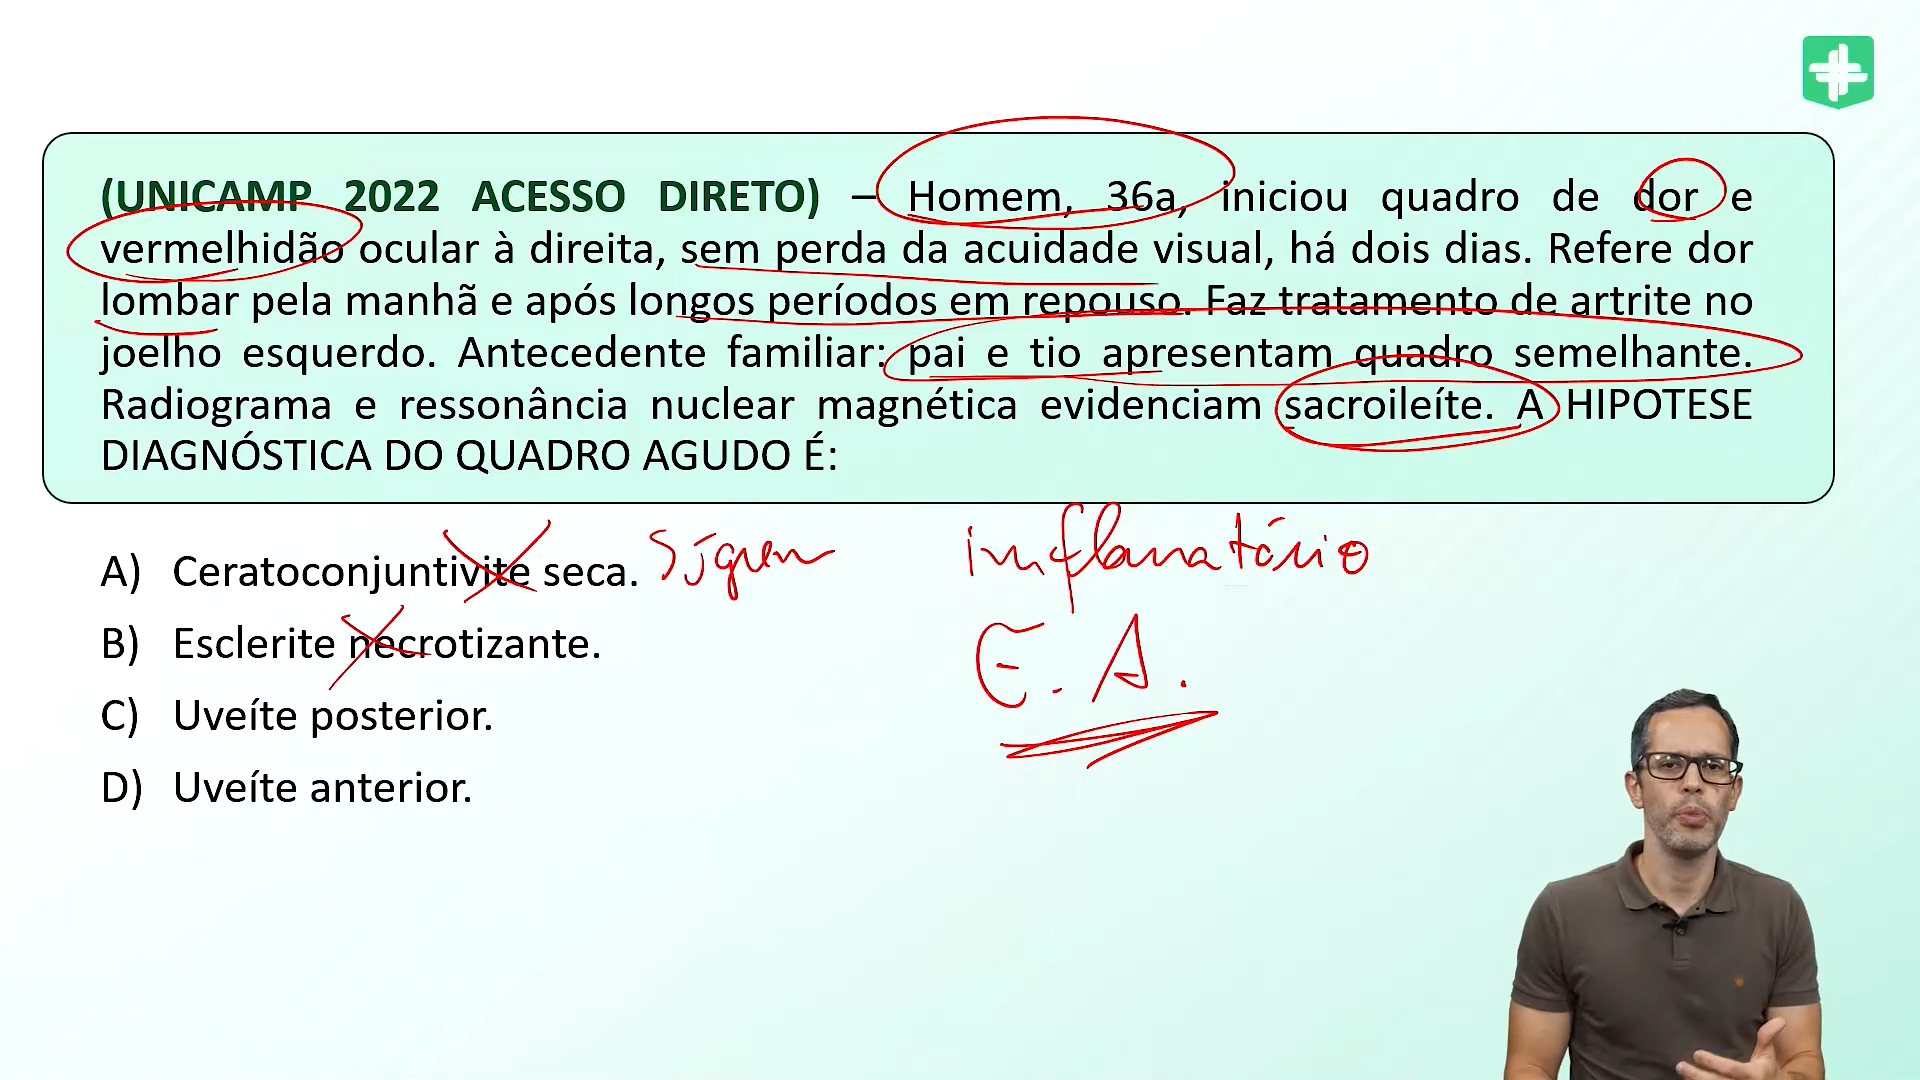 (UNICAMP 2022 ACESSO DIRETO) – Homem, 36a, iniciou quadro de dor e
vermelhidão ocular à direita, sem perda da acuidade visual, há dois dias. Refere dor
lombar pela manhã e após longos períodos em repouso. Faz tratamento de artrite no
joelho esquerdo. Antecedente familiar: pai e tio apresentam quadro semelhante.
Radiograma e ressonância nuclear magnética evidenciam sacroileíte. A HIPOTESE
DIAGNÓSTICA DO QUADRO AGUDO É:
A) Ceratoconjuntivite seca. Sjgren
inflamatório
B) Esclerite necrotizante.
E. A.
C) Uveíte posterior.
D) Uveíte anterior.